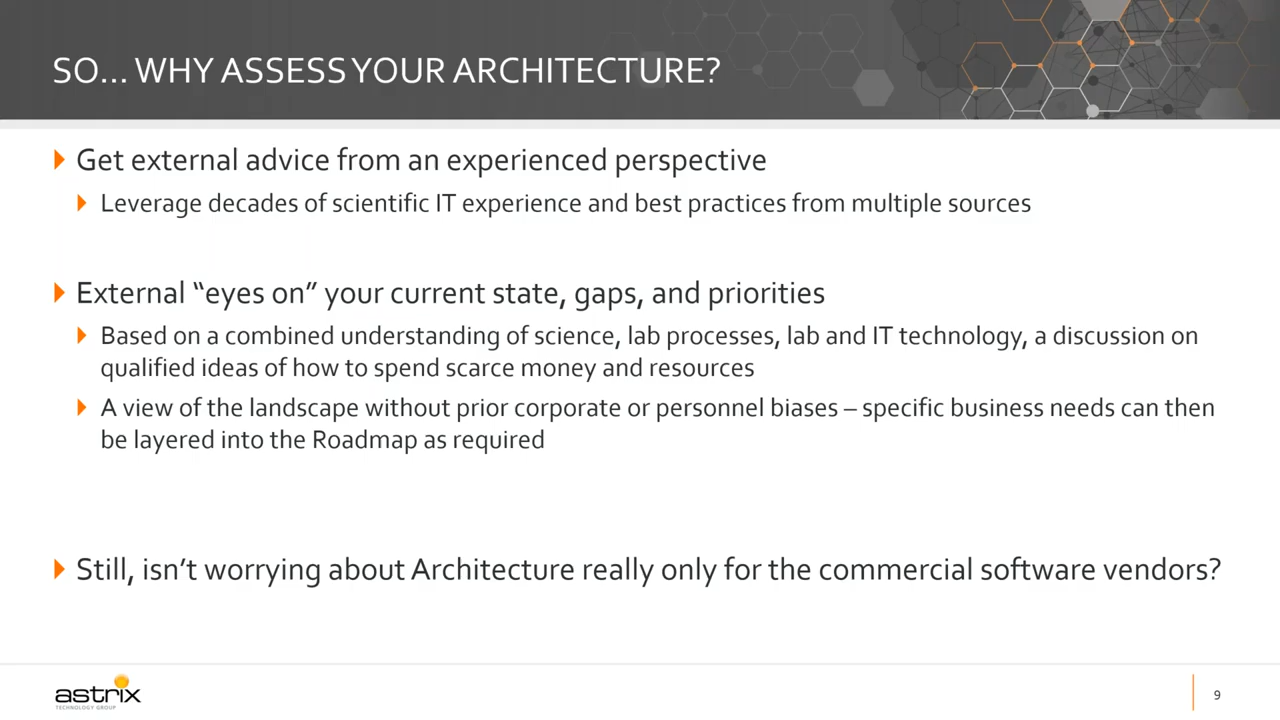 SO... WHY ASSESS YOUR ARCHITECTURE?
Get external advice from an experienced perspective
Leverage decades of scientific IT experience and best practices from multiple sources
External “eyes on” your current state, gaps, and priorities
Based on a combined understanding of science, lab processes, lab and IT technology, a discussion on
qualified ideas of how to spend scarce money and resources
A view of the landscape without prior corporate or personnel biases – specific business needs can then
be layered into the Roadmap as required
Still, isn’t worrying about Architecture really only for the commercial software vendors?
astrix
TECHNOLOGY GROUP
9